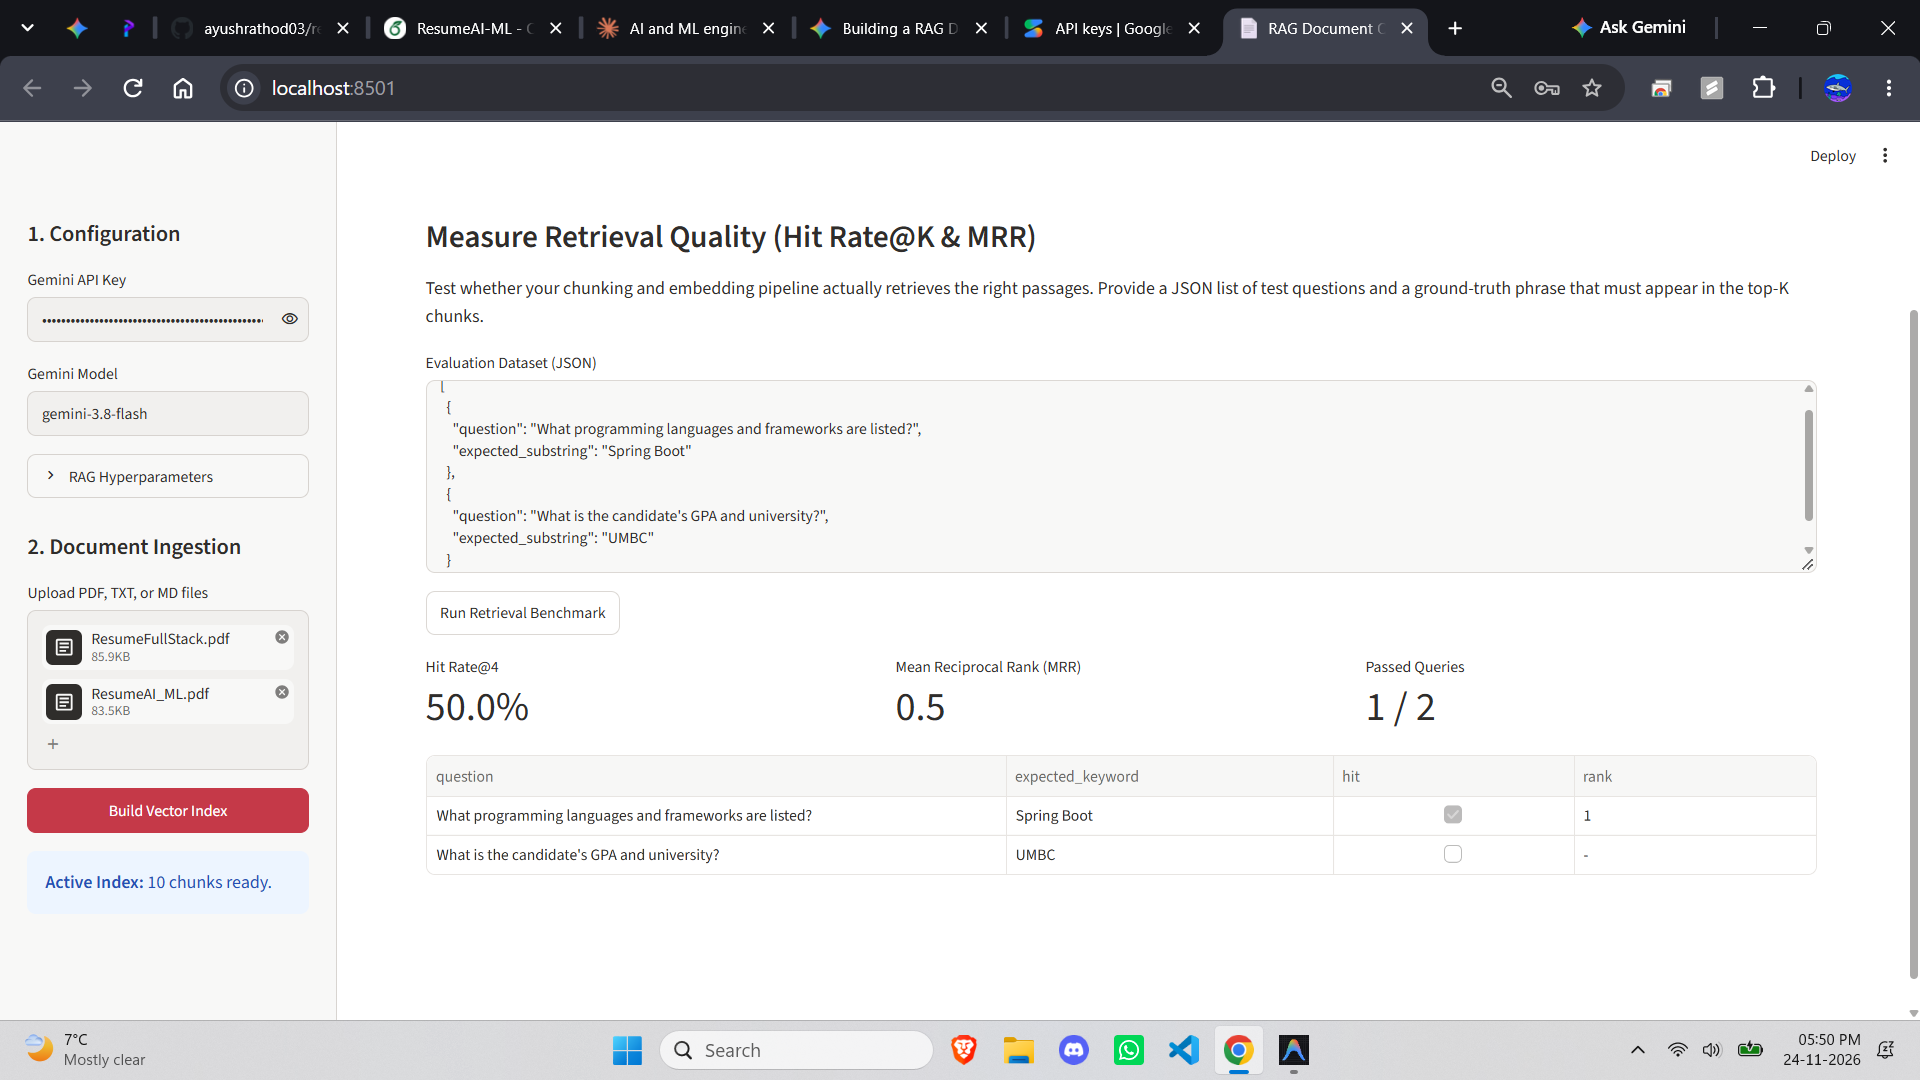 ayushrathod03/re
ResumeAI-ML - O
AI and ML engine
Building a RAG D
API keys | Google
RAG Document C
Ask Gemini
localhost:8501
Deploy
1. Configuration
Gemini API Key
Gemini Model
gemini-3.8-flash
RAG Hyperparameters
2. Document Ingestion
Upload PDF, TXT, or MD files
ResumeFullStack.pdf
85.9KB
ResumeAI_ML.pdf
83.5KB
Build Vector Index
Active Index: 10 chunks ready.
Measure Retrieval Quality (Hit Rate@K & MRR)
Test whether your chunking and embedding pipeline actually retrieves the right passages. Provide a JSON list of test questions and a ground-truth phrase that must appear in the top-K
chunks.
Evaluation Dataset (JSON)
[
{
"question": "What programming languages and frameworks are listed?",
"expected_substring": "Spring Boot"
},
{
"question": "What is the candidate's GPA and university?",
"expected_substring": "UMBC"
}
Run Retrieval Benchmark
Hit Rate@4
Mean Reciprocal Rank (MRR)
Passed Queries
50.0%
0.5
1 / 2
question expected_keyword hit rank
What programming languages and frameworks are listed? Spring Boot 1
What is the candidate's GPA and university? UMBC -
7°C
Mostly clear
Search
05:50 PM
24-11-2026